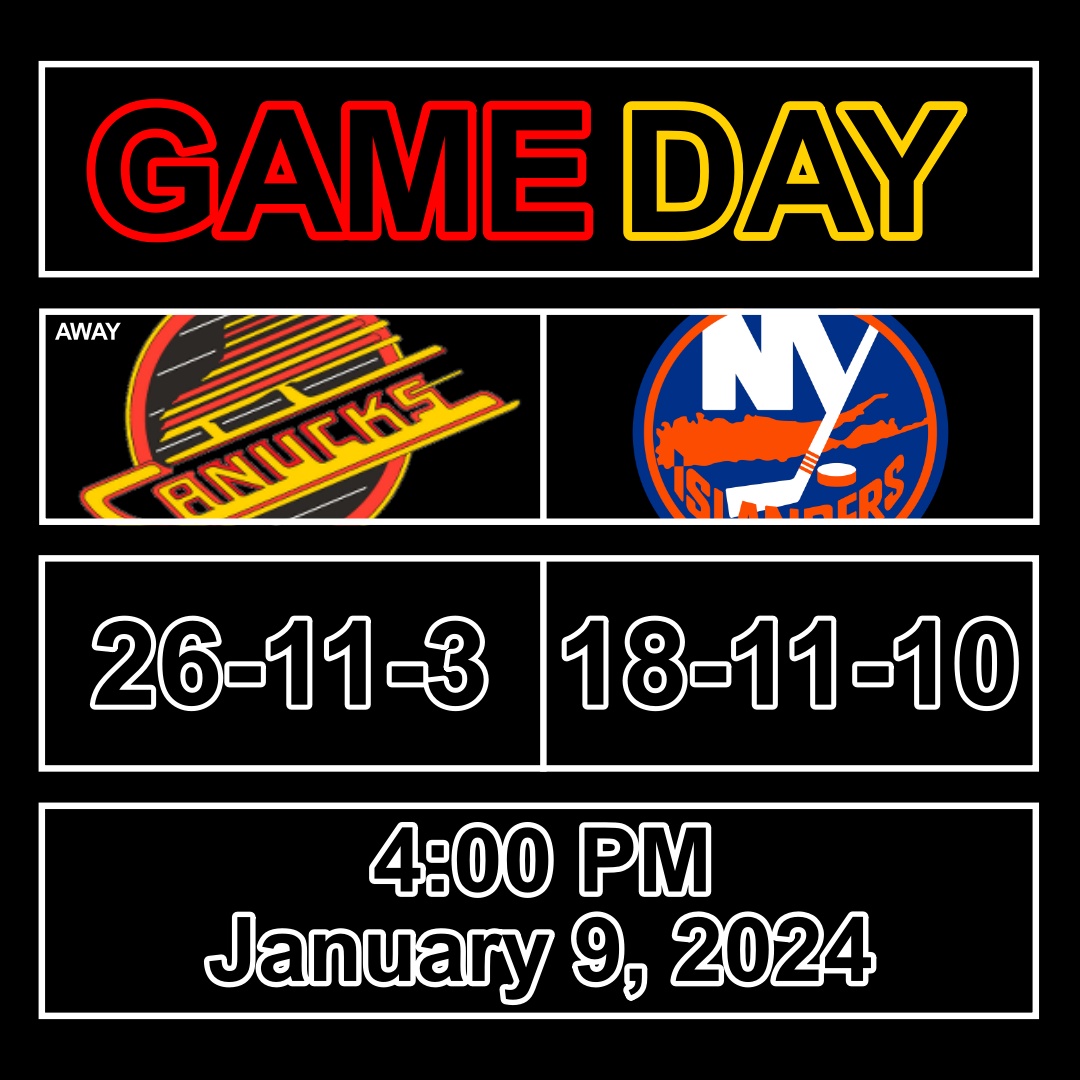 GAME DAY
AWAY
CANUCKS
NY
ISLANDERS
26-11-3
18-11-10
4:00 PM
January 9, 2024